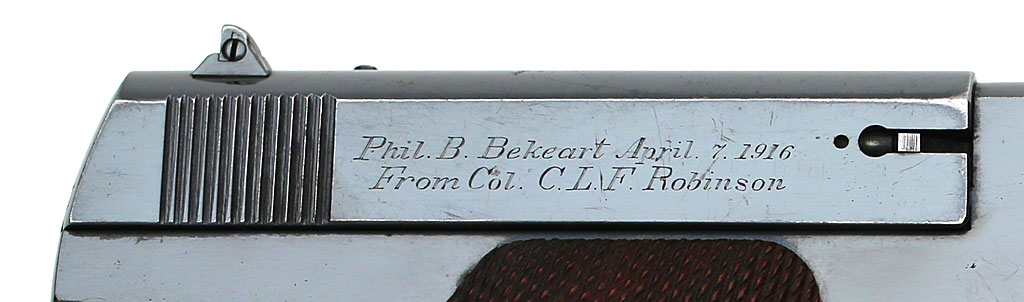 Phil. B. Bekeart April. 7. 1916
From Col. C. L. F. Robinson